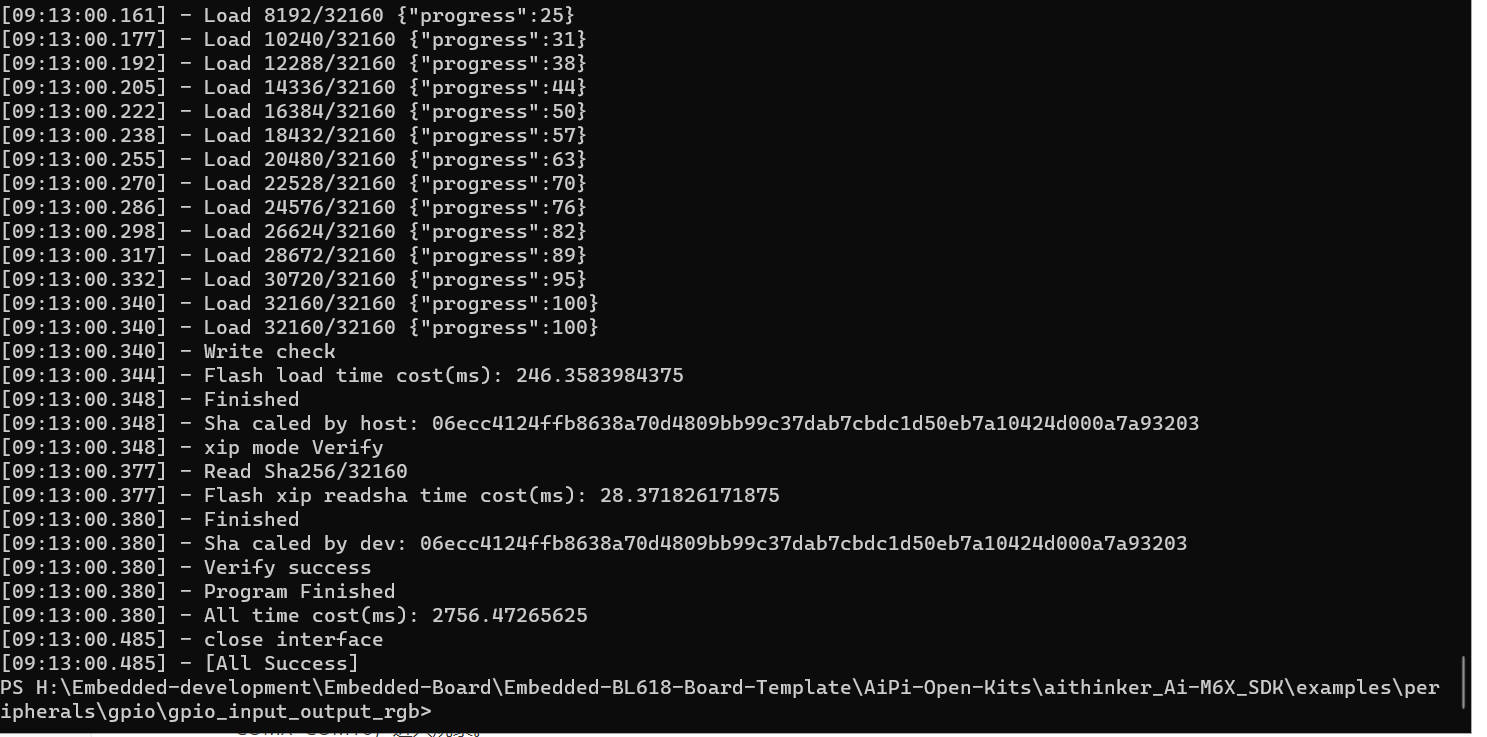 [09:13:00.161] - Load 8192/32160 {"progress":25}
[09:13:00.177] - Load 10240/32160 {"progress":31}
[09:13:00.192] - Load 12288/32160 {"progress":38}
[09:13:00.205] - Load 14336/32160 {"progress":44}
[09:13:00.222] - Load 16384/32160 {"progress":50}
[09:13:00.238] - Load 18432/32160 {"progress":57}
[09:13:00.255] - Load 20480/32160 {"progress":63}
[09:13:00.270] - Load 22528/32160 {"progress":70}
[09:13:00.286] - Load 24576/32160 {"progress":76}
[09:13:00.298] - Load 26624/32160 {"progress":82}
[09:13:00.317] - Load 28672/32160 {"progress":89}
[09:13:00.332] - Load 30720/32160 {"progress":95}
[09:13:00.340] - Load 32160/32160 {"progress":100}
[09:13:00.340] - Load 32160/32160 {"progress":100}
[09:13:00.340] - Write check
[09:13:00.344] - Flash load time cost(ms): 246.3583984375
[09:13:00.348] - Finished
[09:13:00.348] - Sha caled by host: 06ecc4124ffb8638a70d4809bb99c37dab7cbdc1d50eb7a10424d000a7a93203
[09:13:00.348] - xip mode Verify
[09:13:00.377] - Read Sha256/32160
[09:13:00.377] - Flash xip readsha time cost(ms): 28.371826171875
[09:13:00.380] - Finished
[09:13:00.380] - Sha caled by dev: 06ecc4124ffb8638a70d4809bb99c37dab7cbdc1d50eb7a10424d000a7a93203
[09:13:00.380] - Verify success
[09:13:00.380] - Program Finished
[09:13:00.380] - All time cost(ms): 2756.47265625
[09:13:00.485] - close interface
[09:13:00.485] - [All Success]
PS H:\Embedded-development\Embedded-Board\Embedded-BL618-Board-Template\AiPi-Open-Kits\aithinker_Ai-M6X_SDK\examples\per
ipherals\gpio\gpio_input_output_rgb>